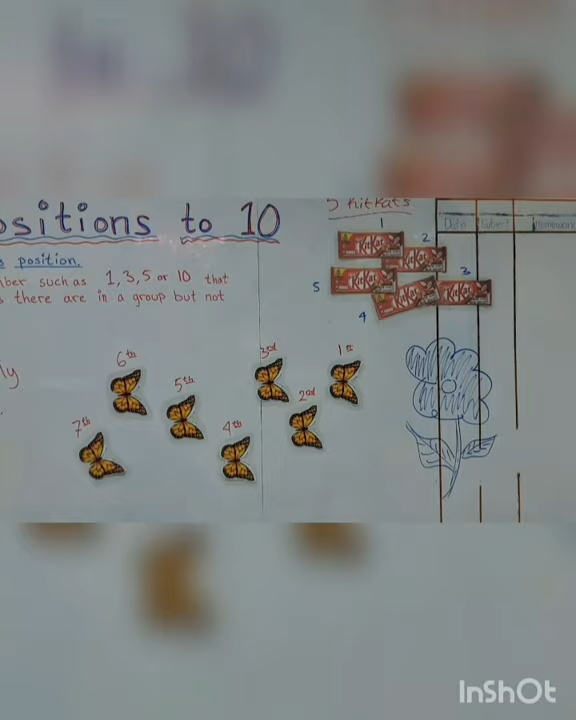 ositions to 10
s position.
ber such as 1, 3, 5 or 10 that
s there are in a group but not
ly
5 kitkats
1
2
3
4
5
KitKat
KitKat
KitKat
KitKat
KitKat
Date
Subject
Homework
1st
2nd
3rd
4th
5th
6th
7th
InShOt